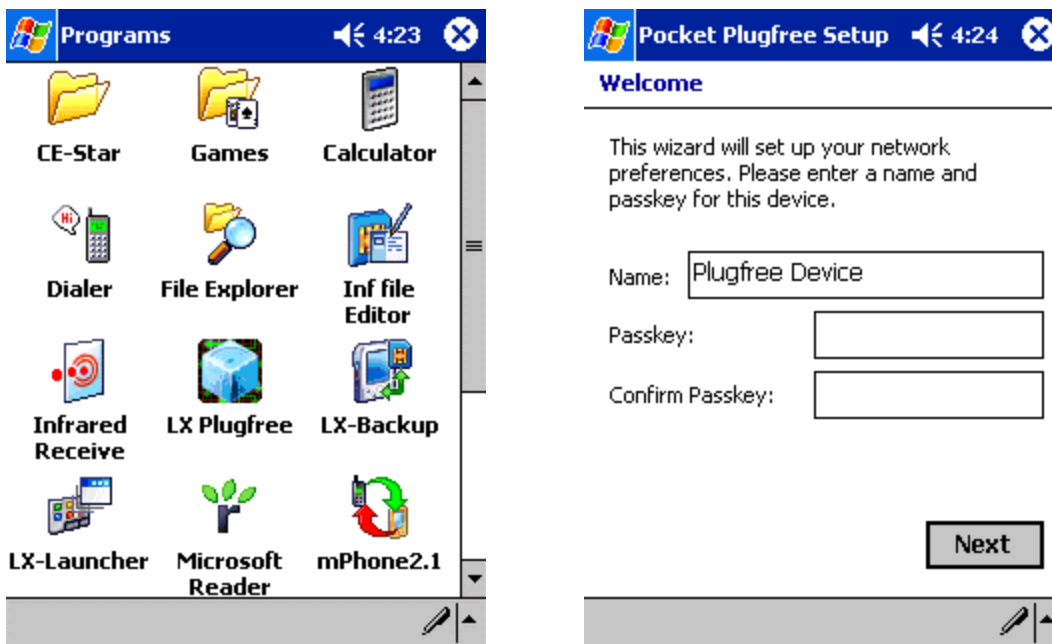 Programs 4:23
CE-Star Games Calculator
Hi
Dialer File Explorer Inf file
Editor
Infrared LX Plugfree LX-Backup
Receive
LX-Launcher Microsoft mPhone2.1
Reader
Pocket Plugfree Setup 4:24
Welcome
This wizard will set up your network
preferences. Please enter a name and
passkey for this device.
Name: Plugfree Device
Passkey:
Confirm Passkey:
Next